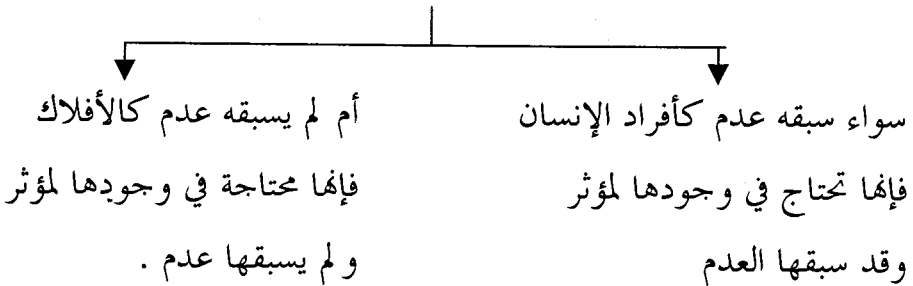 سواء سبقه عدم كأفراد الإنسان
فإنها تحتاج في وجودها لمؤثر
وقد سبقها العدم
أم لم يسبقه عدم كالأفلاك
فإنها محتاجة في وجودها لمؤثر
و لم يسبقها عدم .